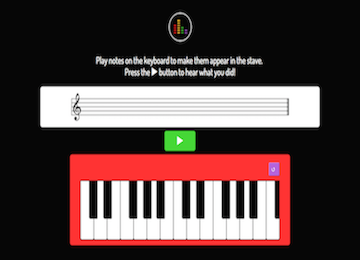 Play notes on the keyboard to make them appear in the stave.
Press the ▶ button to hear what you did!